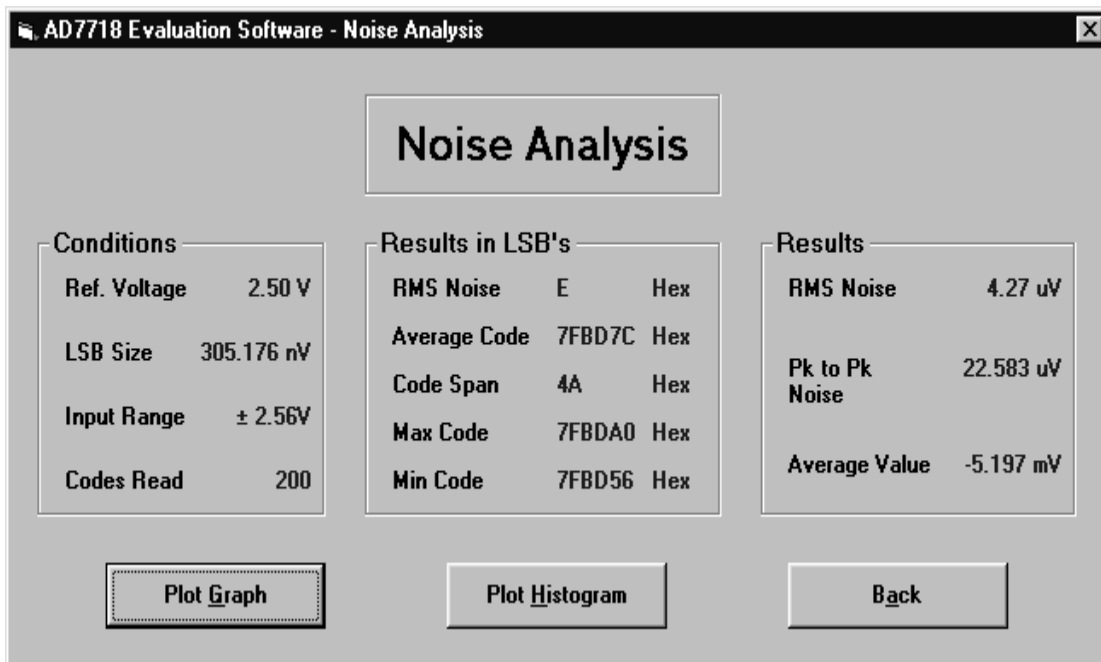 AD7718 Evaluation Software - Noise Analysis
Noise Analysis
Conditions
Ref. Voltage 2.50 V
LSB Size 305.176 nV
Input Range ± 2.56V
Codes Read 200
Results in LSB's
RMS Noise E Hex
Average Code 7FBD7C Hex
Code Span 4A Hex
Max Code 7FBDA0 Hex
Min Code 7FBD56 Hex
Results
RMS Noise 4.27 uV
Pk to Pk 22.583 uV
Noise
Average Value -5.197 mV
Plot Graph
Plot Histogram
Back